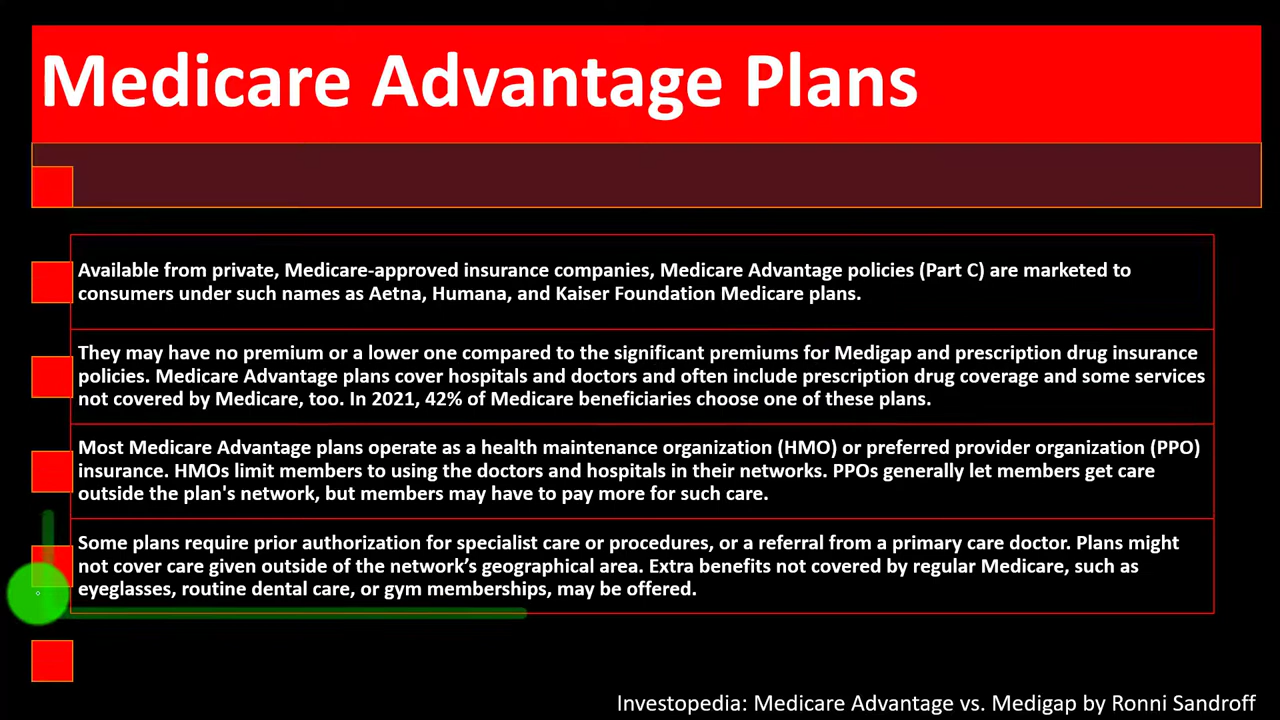 Medicare Advantage Plans
Available from private, Medicare-approved insurance companies, Medicare Advantage policies (Part C) are marketed to
consumers under such names as Aetna, Humana, and Kaiser Foundation Medicare plans.
They may have no premium or a lower one compared to the significant premiums for Medigap and prescription drug insurance
policies. Medicare Advantage plans cover hospitals and doctors and often include prescription drug coverage and some services
not covered by Medicare, too. In 2021, 42% of Medicare beneficiaries choose one of these plans.
Most Medicare Advantage plans operate as a health maintenance organization (HMO) or preferred provider organization (PPO)
insurance. HMOs limit members to using the doctors and hospitals in their networks. PPOs generally let members get care
outside the plan's network, but members may have to pay more for such care.
Some plans require prior authorization for specialist care or procedures, or a referral from a primary care doctor. Plans might
not cover care given outside of the network’s geographical area. Extra benefits not covered by regular Medicare, such as
eyeglasses, routine dental care, or gym memberships, may be offered.
Investopedia: Medicare Advantage vs. Medigap by Ronni Sandroff